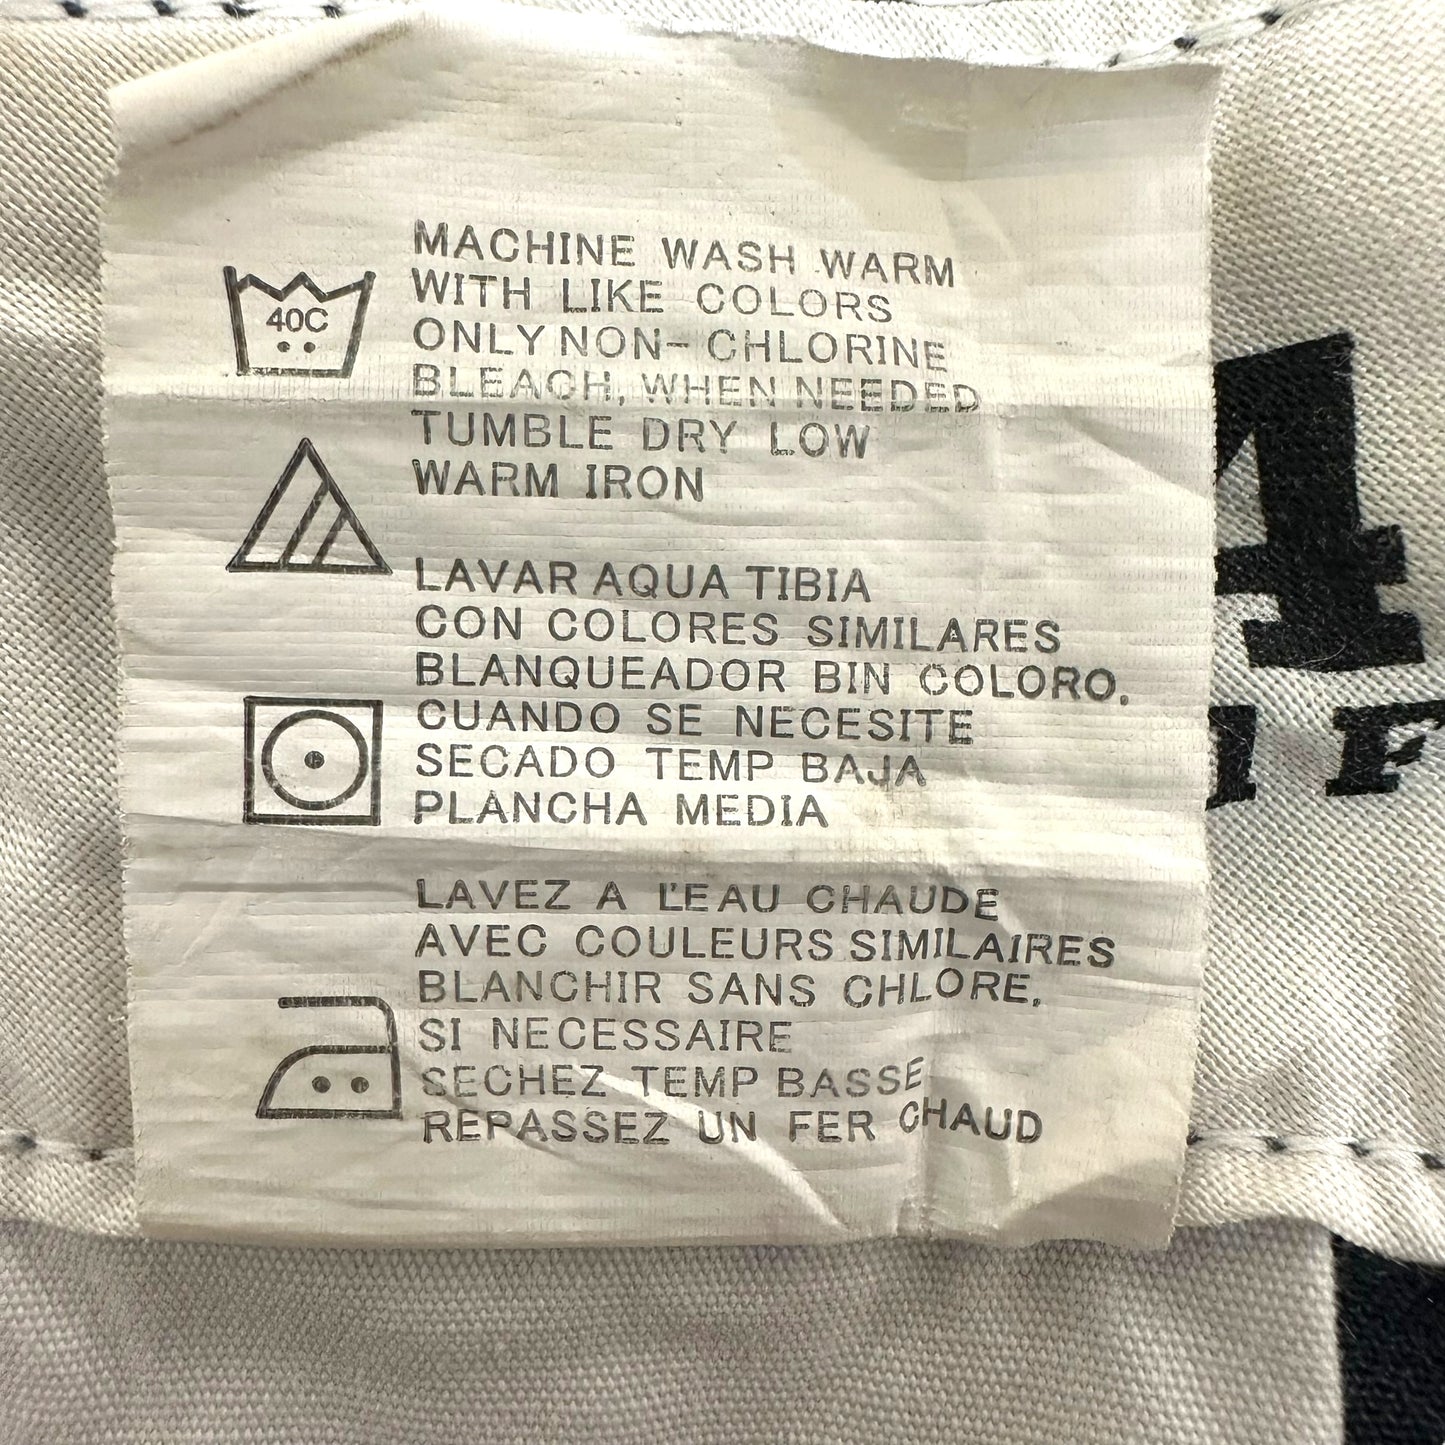 MACHINE WASH WARM
WITH LIKE COLORS
40C
ONLY NON-CHLORINE
BLEACH, WHEN NEEDED
TUMBLE DRY LOW
WARM IRON
LAVAR AQUA TIBIA
CON COLORES SIMILARES
BLANQUEADOR BIN COLORO.
CUANDO SE NECESITE
SECADO TEMP BAJA
PLANCHA MEDIA
LAVEZ A L'EAU CHAUDE
AVEC COULEURS SIMILAIRES
BLANCHIR SANS CHLORE.
SI NECESSAIRE
SECHEZ TEMP BASSE
REPASSEZ UN FER CHAUD
4
IF